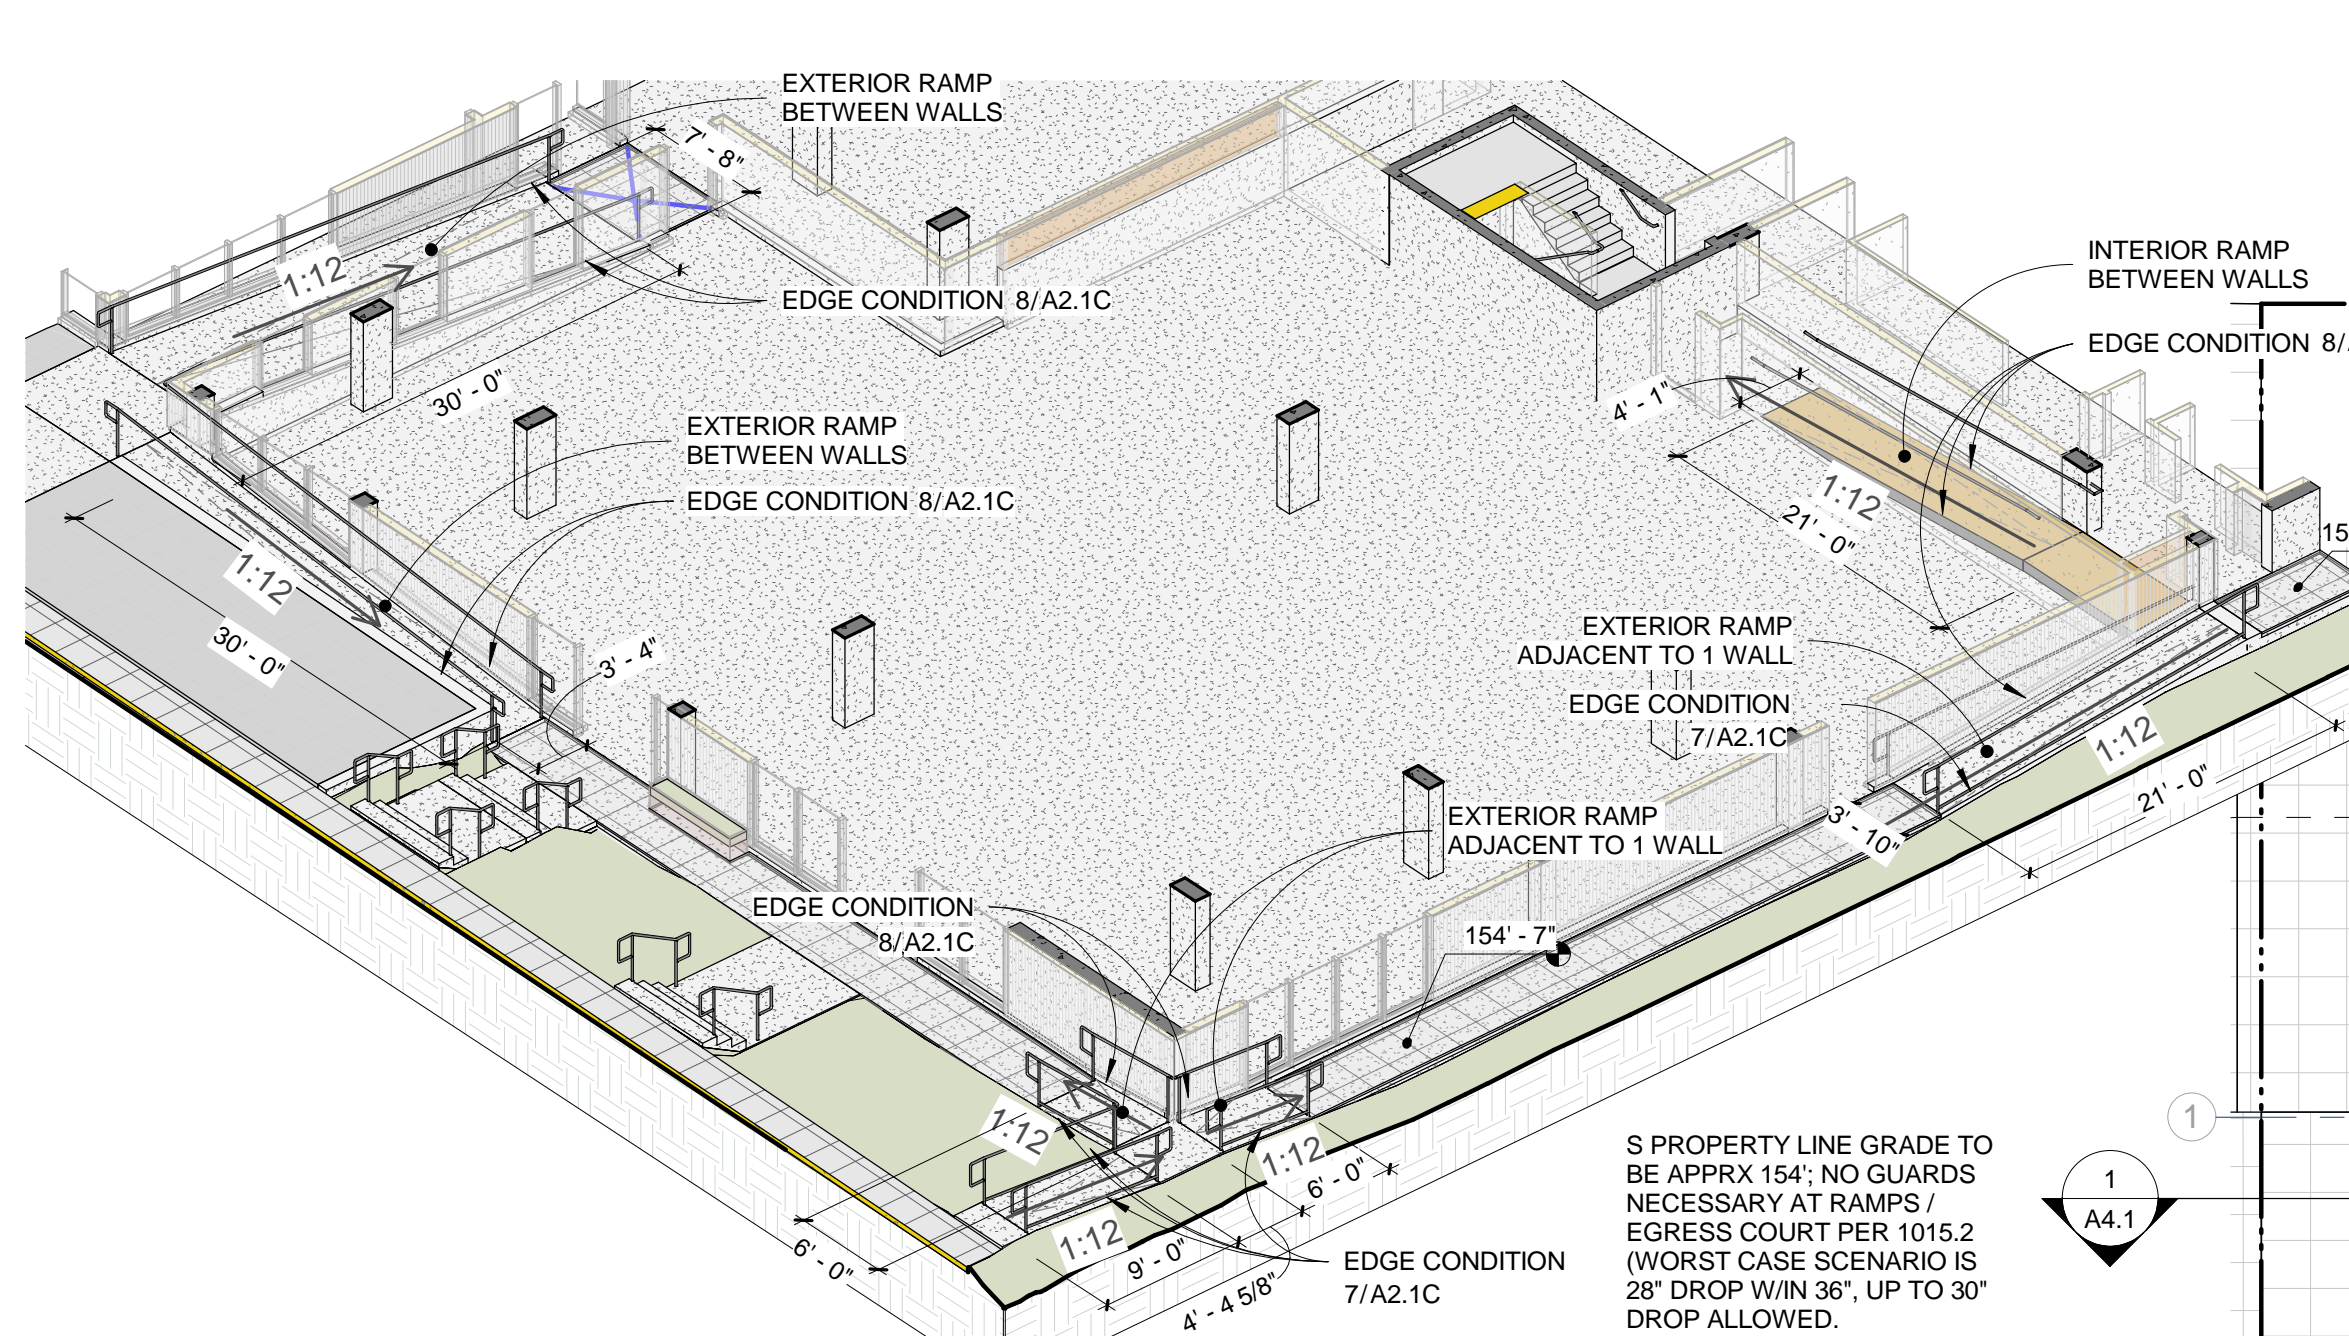 EXTERIOR RAMP
BETWEEN WALLS
7' - 8"
1:12
EDGE CONDITION 8/A2.1C
30' - 0"
INTERIOR RAMP
BETWEEN WALLS
EDGE CONDITION 8/
4' - 1"
1:12
21' - 0"
15
EXTERIOR RAMP
BETWEEN WALLS
EDGE CONDITION 8/A2.1C
1:12
30' - 0"
3' - 4"
EXTERIOR RAMP
ADJACENT TO 1 WALL
EDGE CONDITION
7/A2.1C
1:12
21' - 0"
3' - 10"
EXTERIOR RAMP
ADJACENT TO 1 WALL
EDGE CONDITION
8/A2.1C
154' - 7"
1:12
1:12
6' - 0"
1:12
9' - 0"
6' - 0"
4' - 4 5/8"
EDGE CONDITION
7/A2.1C
S PROPERTY LINE GRADE TO
BE APPRX 154'; NO GUARDS
NECESSARY AT RAMPS /
EGRESS COURT PER 1015.2
(WORST CASE SCENARIO IS
28" DROP W/IN 36", UP TO 30"
DROP ALLOWED.
1
1
A4.1